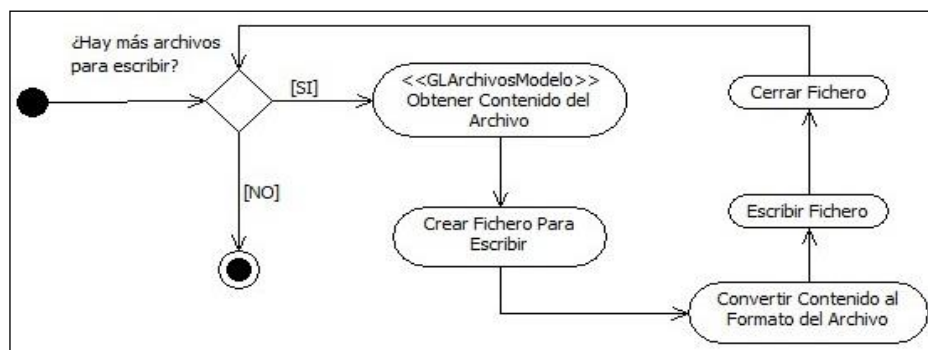 ¿Hay más archivos
para escribir?
[SI]
<<GLArchivosModelo>>
Obtener Contenido del
Archivo
Cerrar Fichero
[NO]
Crear Fichero Para
Escribir
Escribir Fichero
Convertir Contenido al
Formato del Archivo